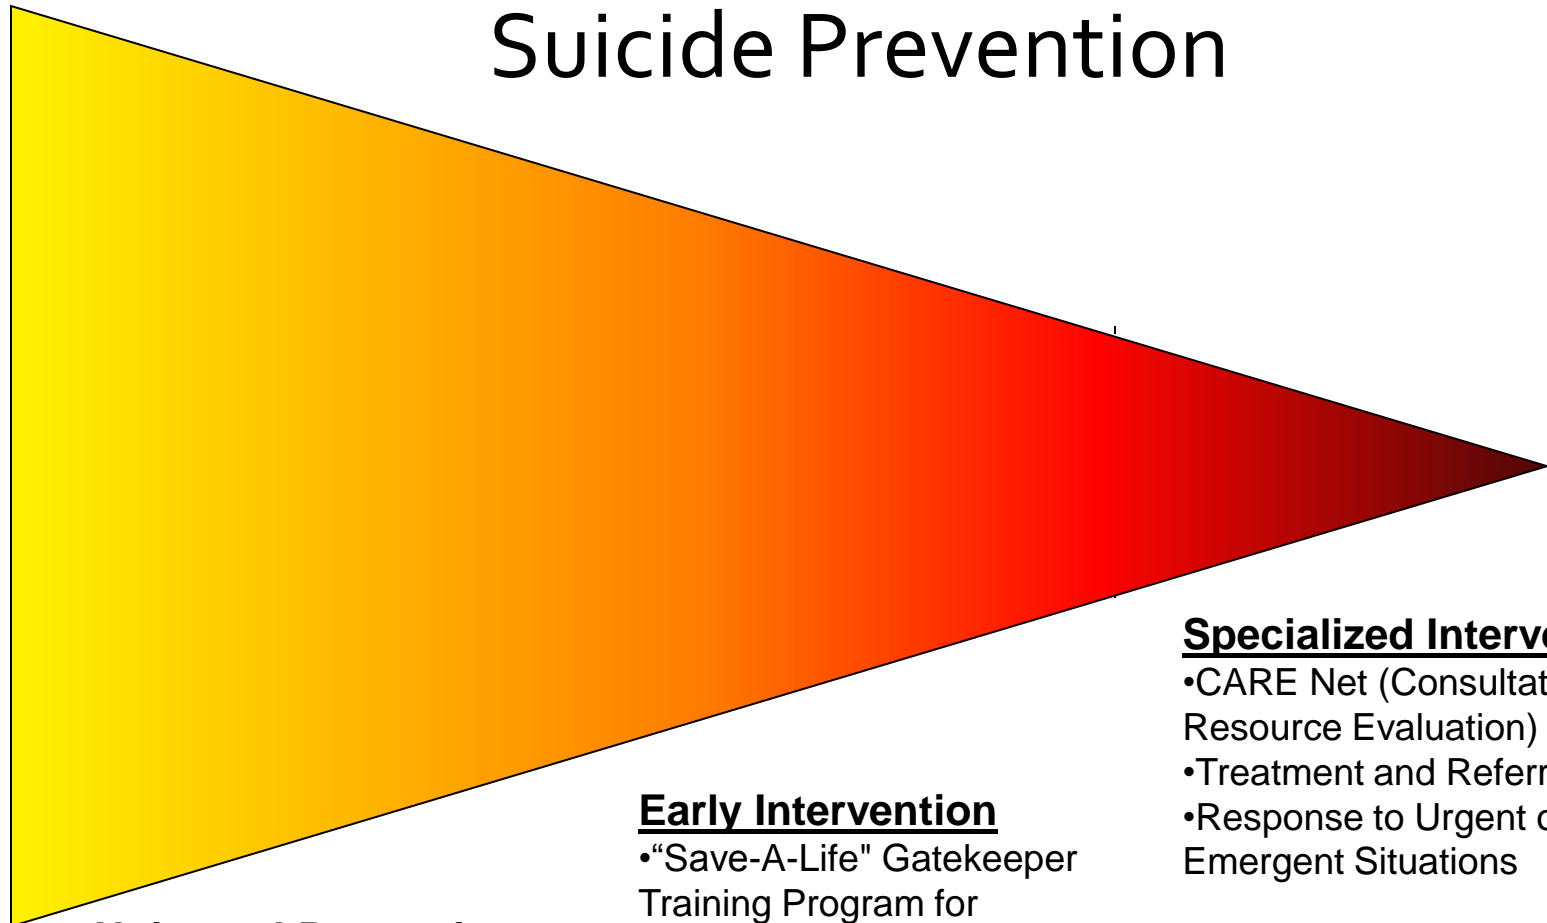 Suicide Prevention
Specialized Interve
•CARE Net (Consultat
Resource Evaluation)
•Treatment and Referr
•Response to Urgent o
Emergent Situations
Early Intervention
•“Save-A-Life" Gatekeeper
Training Program for